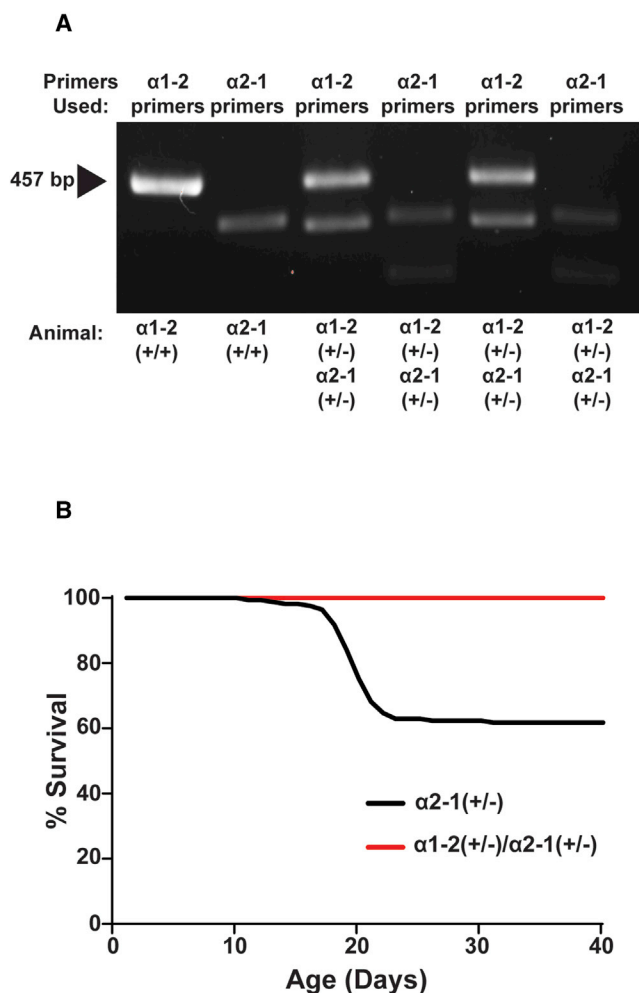 A
Primers Used: α1-2 primers α2-1 primers α1-2 primers α2-1 primers α1-2 primers α2-1 primers
457 bp
Animal: α1-2 (+/+) α2-1 (+/+) α1-2 (+/-) α2-1 (+/-) α1-2 (+/-) α2-1 (+/-) α1-2 (+/-) α2-1 (+/-) α1-2 (+/-) α2-1 (+/-)
B
100
80
60
40
20
0
% Survival
α2-1(+/-)
α1-2(+/-)/α2-1(+/-)
0 10 20 30 40
Age (Days)